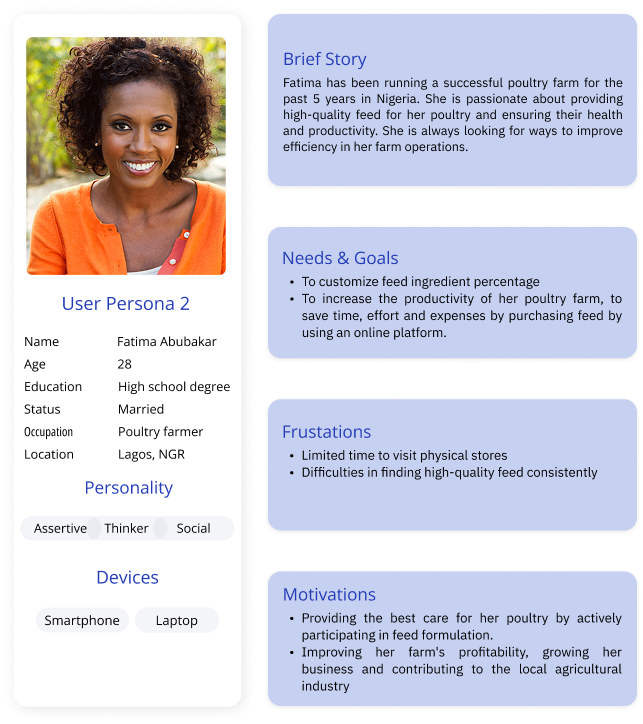 User Persona 2
Name Fatima Abubakar
Age 28
Education High school degree
Status Married
Occupation Poultry farmer
Location Lagos, NGR
Personality
Assertive Thinker Social
Devices
Smartphone Laptop
Brief Story
Fatima has been running a successful poultry farm for the
past 5 years in Nigeria. She is passionate about providing
high-quality feed for her poultry and ensuring their health
and productivity. She is always looking for ways to improve
efficiency in her farm operations.
Needs & Goals
• To customize feed ingredient percentage
• To increase the productivity of her poultry farm, to
save time, effort and expenses by purchasing feed by
using an online platform.
Frustations
• Limited time to visit physical stores
• Difficulties in finding high-quality feed consistently
Motivations
• Providing the best care for her poultry by actively
participating in feed formulation.
• Improving her farm's profitability, growing her
business and contributing to the local agricultural
industry